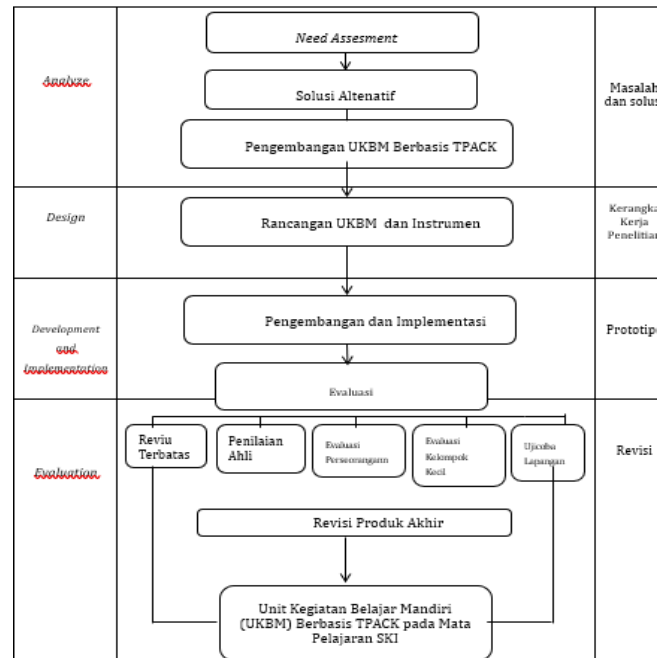 Need Assesment
Analyze
Solusi Altenatif
Masalah
dan solusi
Pengembangan UKBM Berbasis TPACK
Design
Rancangan UKBM dan Instrumen
Kerangka
Kerja
Penelitian
Development
and
Implementation
Pengembangan dan Implementasi
Prototipe
Evaluasi
Evaluation
Reviu
Terbatas
Penilaian
Ahli
Evaluasi
Perseorangann
Evaluasi
Kelompok
Kecil
Ujicoba
Lapangan
Revisi
Revisi Produk Akhir
Unit Kegiatan Belajar Mandiri
(UKBM) Berbasis TPACK pada Mata
Pelajaran SKI